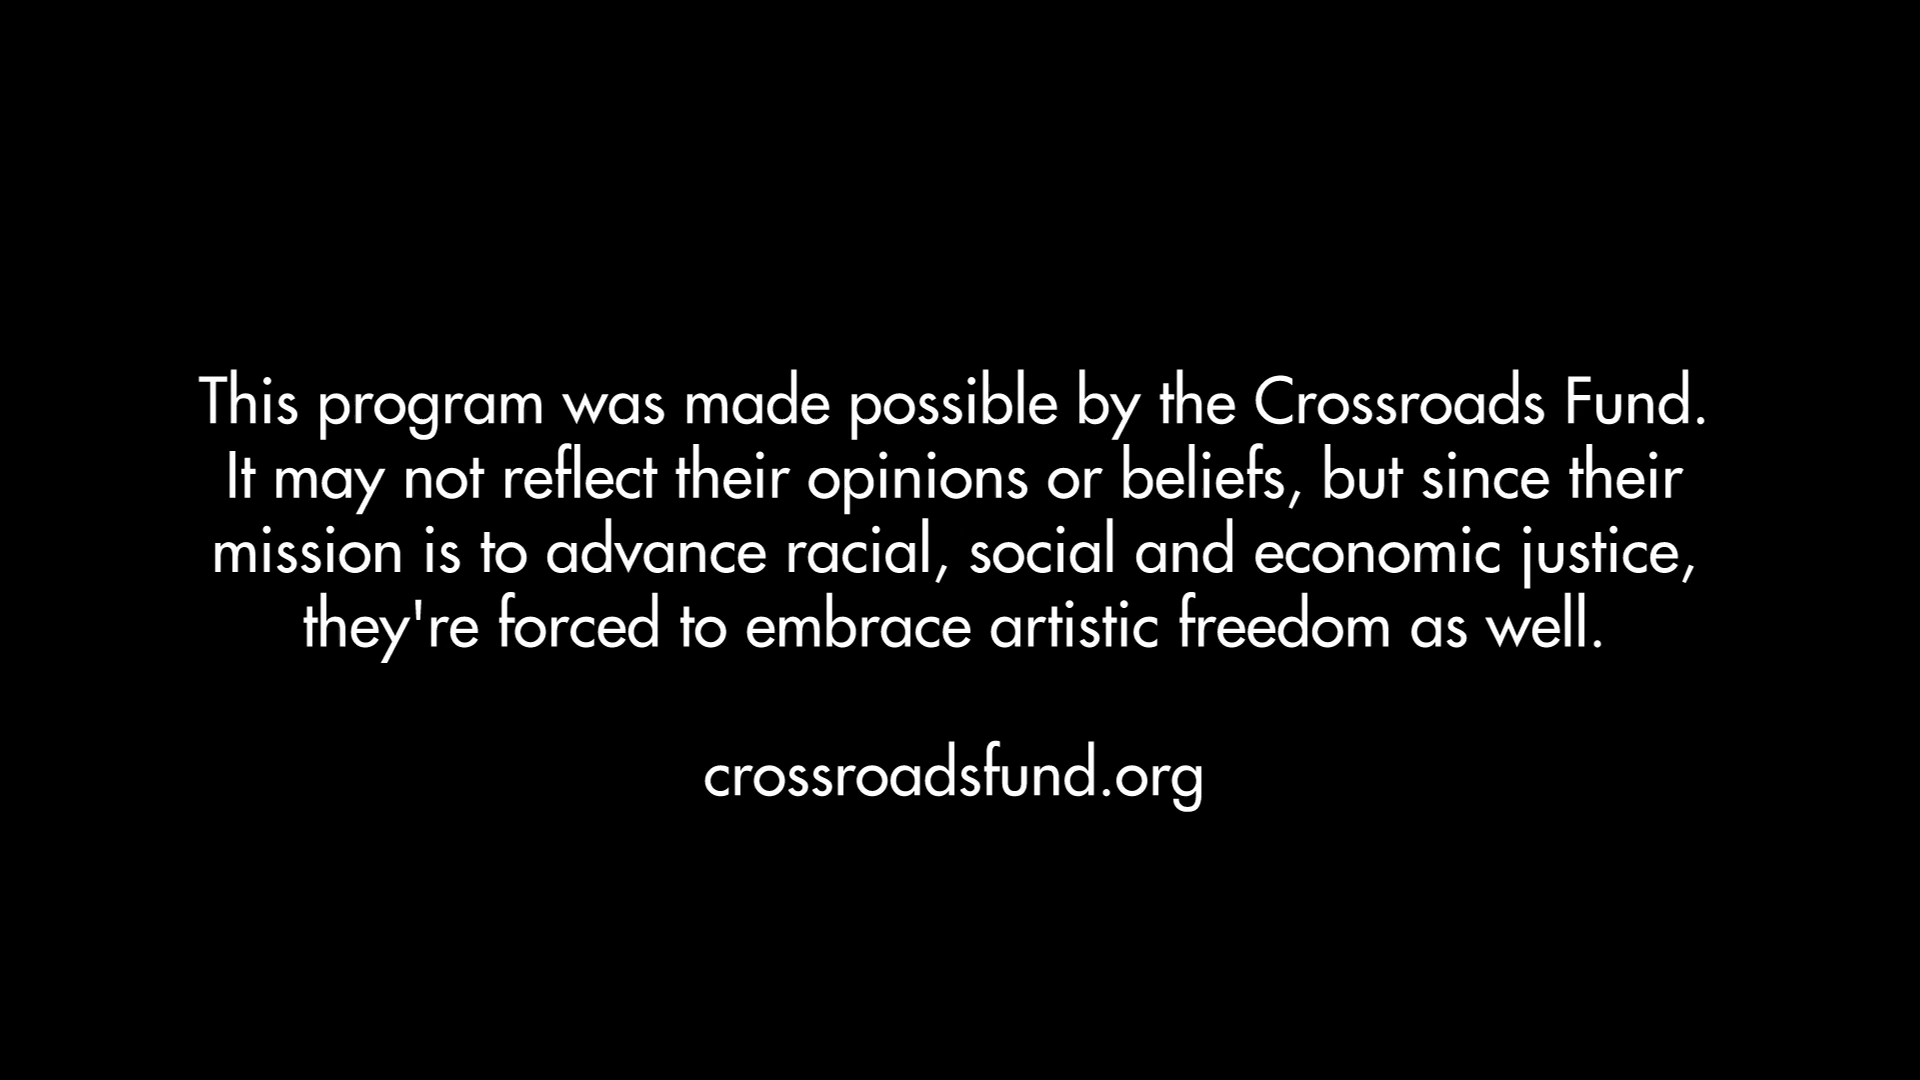 This program was made possible by the Crossroads Fund.
It may not reflect their opinions or beliefs, but since their
mission is to advance racial, social and economic justice,
they're forced to embrace artistic freedom as well.
crossroadsfund.org